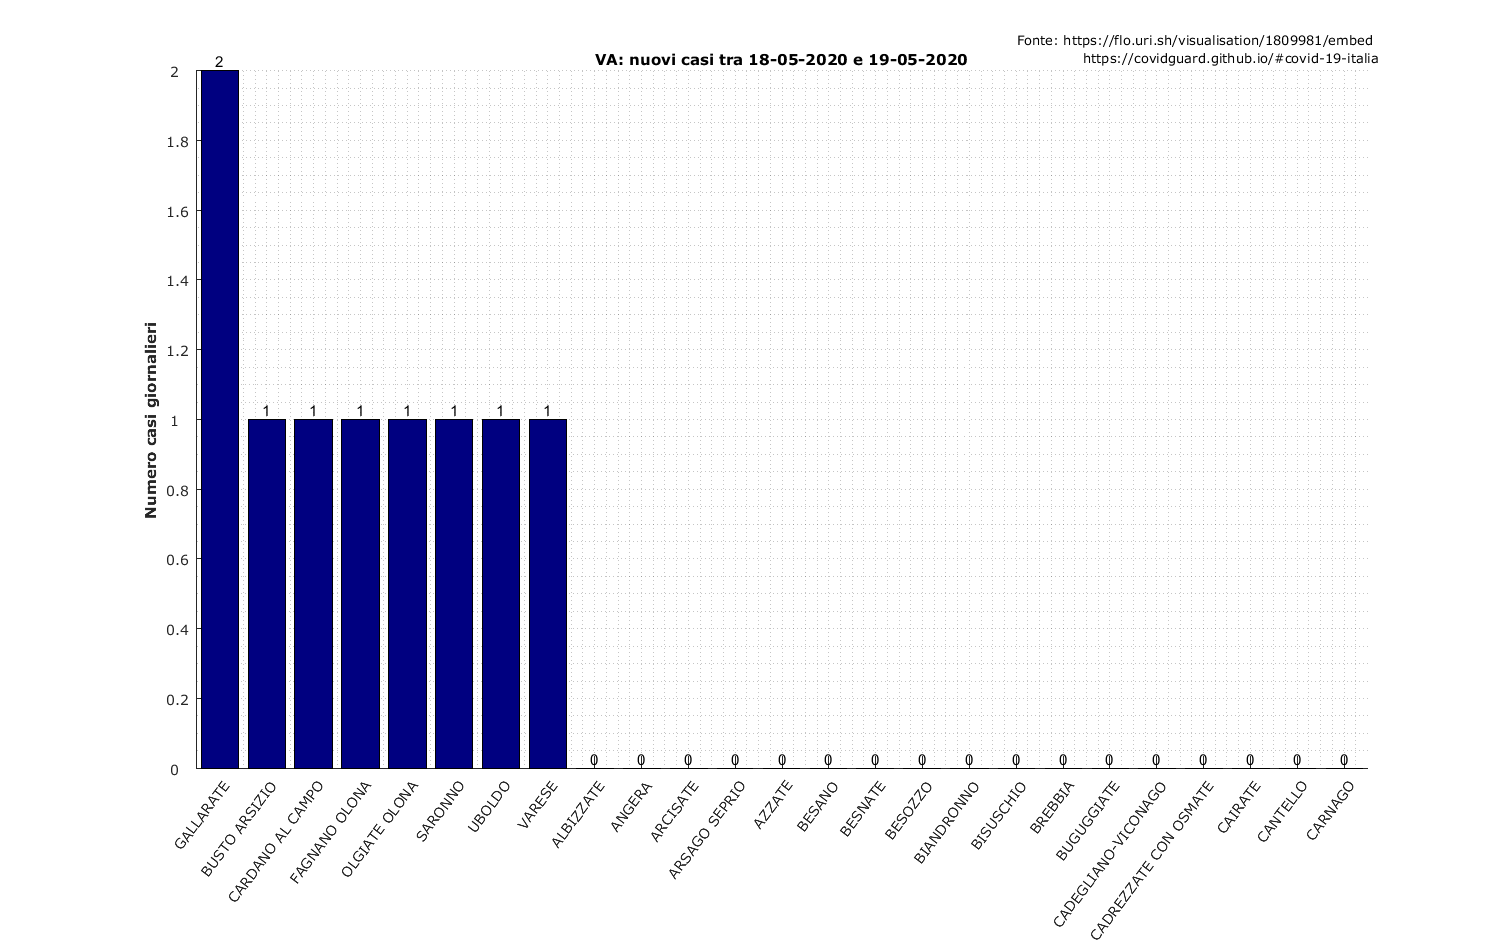 Fonte: https://flo.uri.sh/visualisation/1809981/embed
https://covidguard.github.io/#covid-19-italia
VA: nuovi casi tra 18-05-2020 e 19-05-2020
Numero casi giornalieri
2
1.8
1.6
1.4
1.2
1
0.8
0.6
0.4
0.2
0
2 1 1 1 1 1 1 1 0 0 0 0 0 0 0 0 0 0 0 0 0 0 0 0 0
GALLARATE
BUSTO ARSIZIO
CARDANO AL CAMPO
FAGNANO OLONA
OLGIATE OLONA
SARONNO
UBOLDO
VARESE
ALBIZZATE
ANGERA
ARCISATE
ARSAGO SEPRIO
AZZATE
BESANO
BESNATE
BESOZZO
BIANDRONNO
BISUSCHIO
BREBBIA
BUGUGGIATE
CADEGLIANO-VICONAGO
CADREZZATE CON OSMATE
CAIRATE
CANTELLO
CARNAGO